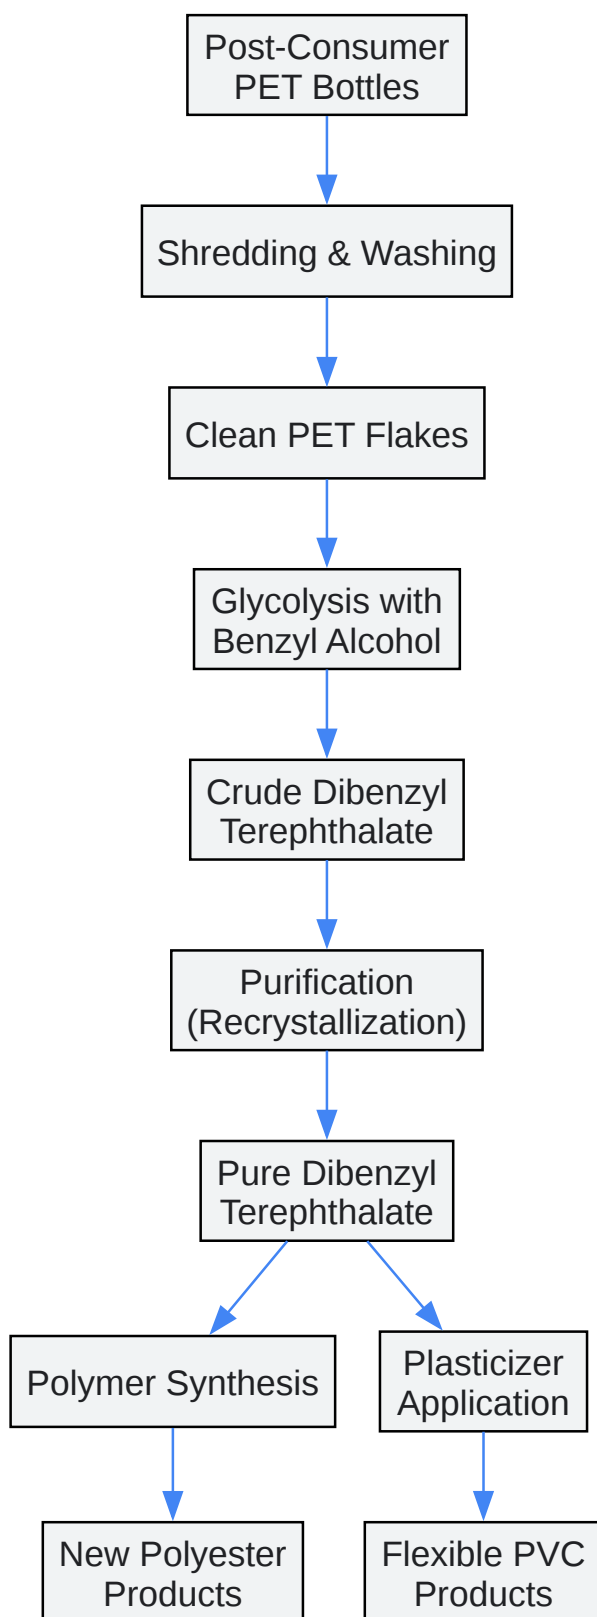 Post-Consumer
PET Bottles
Shredding & Washing
Clean PET Flakes
Glycolysis with
Benzyl Alcohol
Crude Dibenzyl
Terephthalate
Purification
(Recrystallization)
Pure Dibenzyl
Terephthalate
Polymer Synthesis
Plasticizer
Application
New Polyester
Products
Flexible PVC
Products